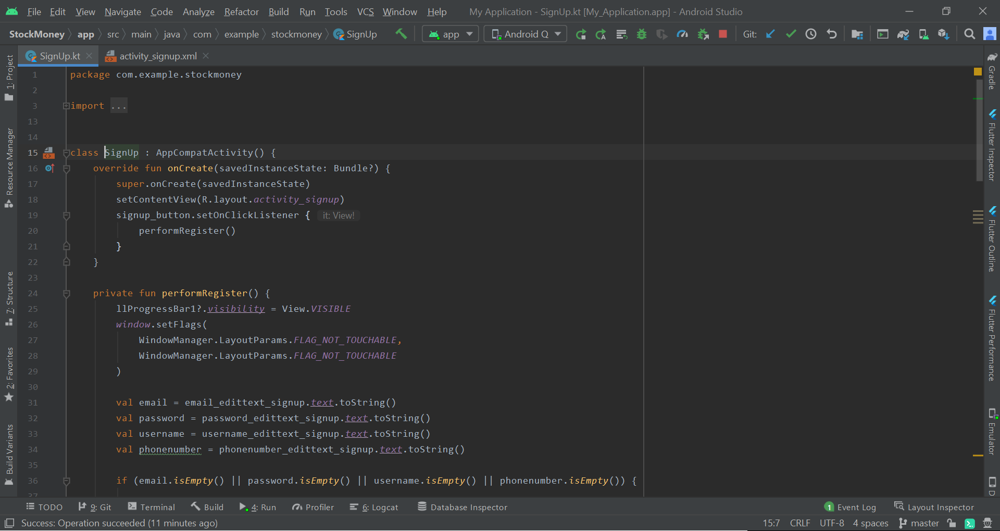 File Edit View Navigate Code Analyze Refactor Build Run Tools VCS Window Help My Application - SignUp.kt [My_Application.app] - Android Studio
StockMoney app src main java com example stockmoney SignUp app Android Q Git:
SignUp.kt activity_signup.xml
1: Project
Resource Manager
7: Structure
2: Favorites
Build Variants
1 package com.example.stockmoney
2
3 import ...
13
14
15 class SignUp : AppCompatActivity() {
16 override fun onCreate(savedInstanceState: Bundle?) {
17 super.onCreate(savedInstanceState)
18 setContentView(R.layout.activity_signup)
19 signup_button.setOnClickListener { it: View!
20 performRegister()
21 }
22 }
23
24 private fun performRegister() {
25 llProgressBar1?.visibility = View.VISIBLE
26 window.setFlags(
27 WindowManager.LayoutParams.FLAG_NOT_TOUCHABLE,
28 WindowManager.LayoutParams.FLAG_NOT_TOUCHABLE
29 )
30
31 val email = email_edittext_signup.text.toString()
32 val password = password_edittext_signup.text.toString()
33 val username = username_edittext_signup.text.toString()
34 val phonenumber = phonenumber_edittext_signup.text.toString()
35
36 if (email.isEmpty() || password.isEmpty() || username.isEmpty() || phonenumber.isEmpty()) {
37
Gradle
Flutter Inspector
Flutter Outline
Flutter Performance
Emulator
D
TODO 9: Git Terminal Build 4: Run Profiler 6: Logcat Database Inspector 1 Event Log Layout Inspector
Success: Operation succeeded (11 minutes ago) 15:7 CRLF UTF-8 4 spaces master